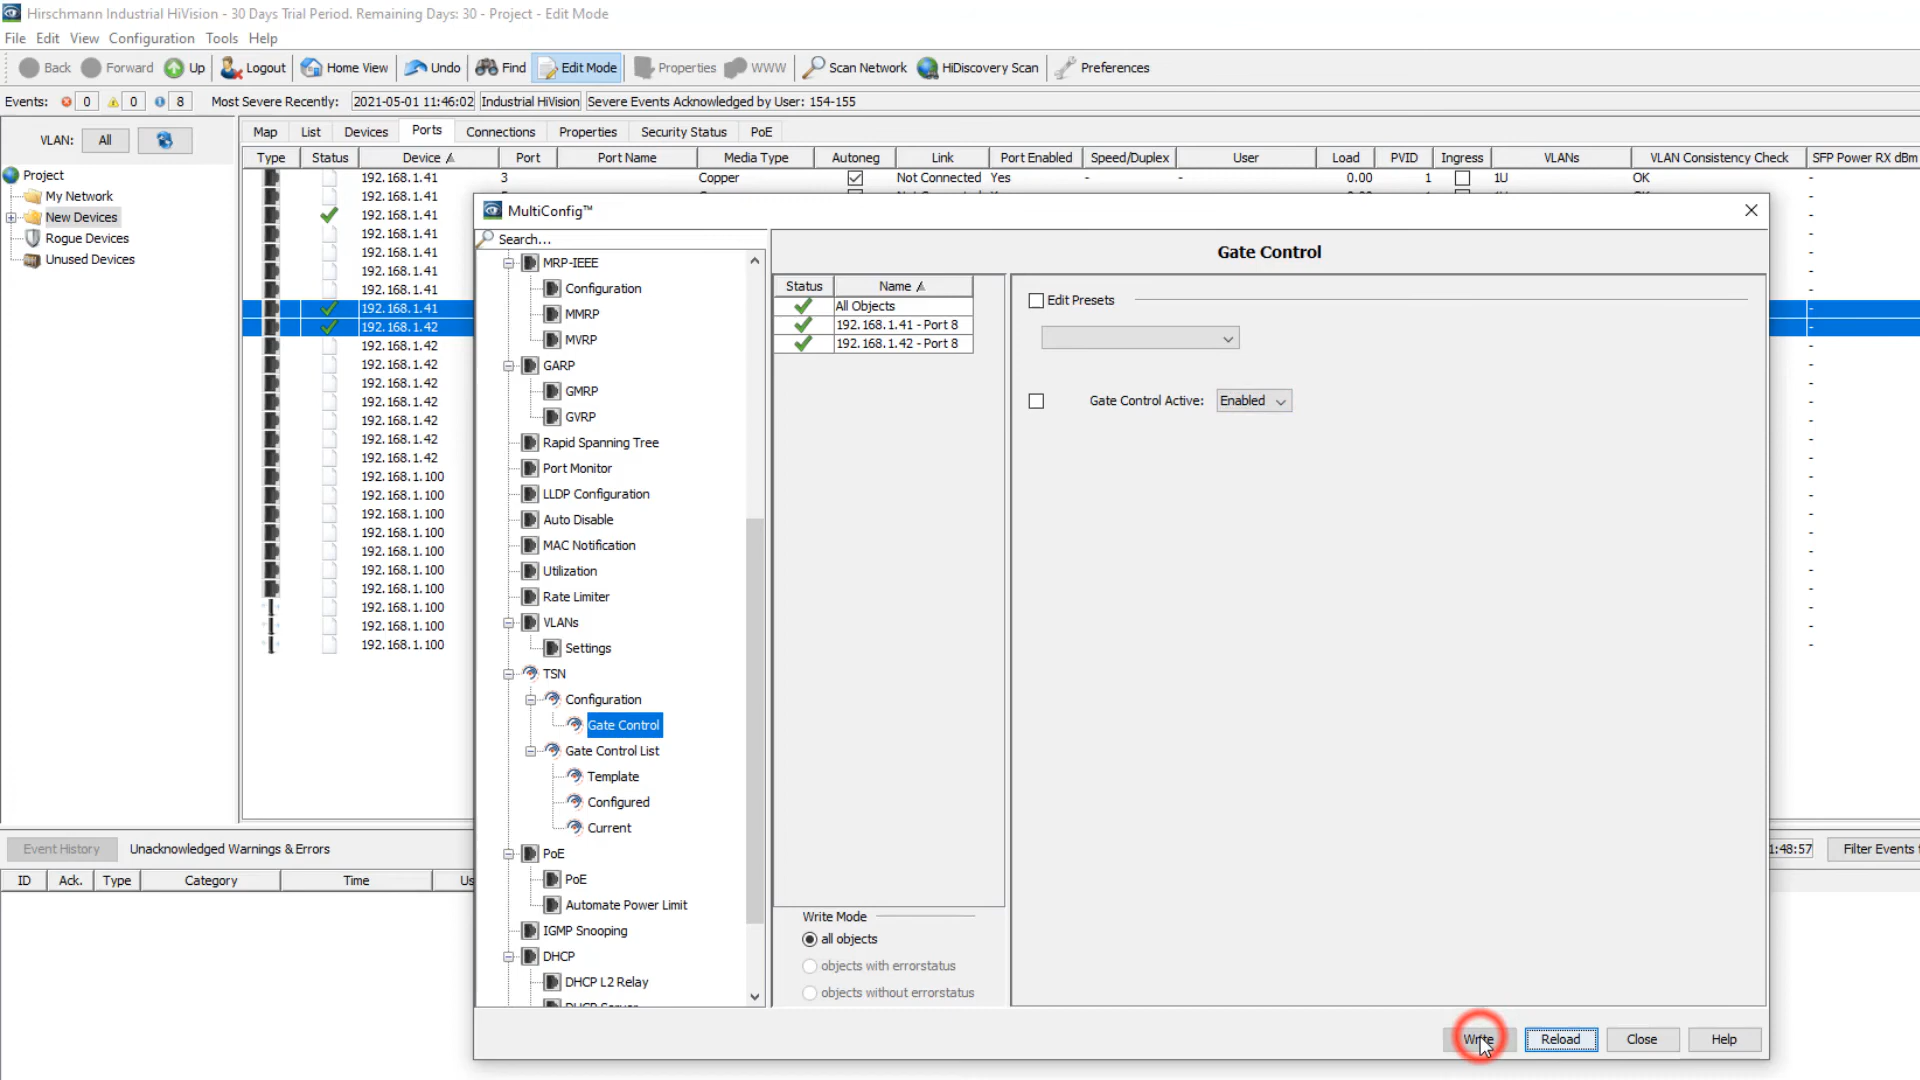 Hirschmann Industrial HiVision - 30 Days Trial Period. Remaining Days: 30 - Project - Edit Mode
File Edit View Configuration Tools Help
Back Forward Up Logout Home View Undo Find Edit Mode Properties WWW Scan Network HiDiscovery Scan Preferences
Events: 0 0 8 Most Severe Recently: 2021-05-01 11:46:02 Industrial HiVision Severe Events Acknowledged by User: 154-155
VLAN: All
Project
My Network
New Devices
Rogue Devices
Unused Devices
Map List Devices Ports Connections Properties Security Status PoE
Type Status Device Port Port Name Media Type Autoneg Link Port Enabled Speed/Duplex User Load PVID Ingress VLANs VLAN Consistency Check SFP Power RX dBm
192.168.1.41 3 Copper Not Connected Yes - - 0.00 1 1U OK -
192.168.1.41 -
192.168.1.41 -
192.168.1.41 -
192.168.1.41 -
192.168.1.41 -
192.168.1.41 -
192.168.1.41 -
192.168.1.42 -
192.168.1.42 -
192.168.1.42 -
192.168.1.42 -
192.168.1.42 -
192.168.1.42 -
192.168.1.42 -
192.168.1.42 -
192.168.1.100 -
192.168.1.100 -
192.168.1.100 -
192.168.1.100 -
192.168.1.100 -
192.168.1.100 -
192.168.1.100 -
192.168.1.100 -
192.168.1.100 -
192.168.1.100 -
MultiConfig™
Search...
MRP-IEEE
Configuration
MMRP
MVRP
GARP
GMRP
GVRP
Rapid Spanning Tree
Port Monitor
LLDP Configuration
Auto Disable
MAC Notification
Utilization
Rate Limiter
VLANs
Settings
TSN
Configuration
Gate Control
Gate Control List
Template
Configured
Current
PoE
PoE
Automate Power Limit
IGMP Snooping
DHCP
DHCP L2 Relay
DHCP Server
Gate Control
Status Name
All Objects
192.168.1.41 - Port 8
192.168.1.42 - Port 8
Edit Presets
Gate Control Active: Enabled
Write Mode
all objects
objects with errorstatus
objects without errorstatus
Write Reload Close Help
Event History Unacknowledged Warnings & Errors 1:48:57 Filter Events
ID Ack. Type Category Time